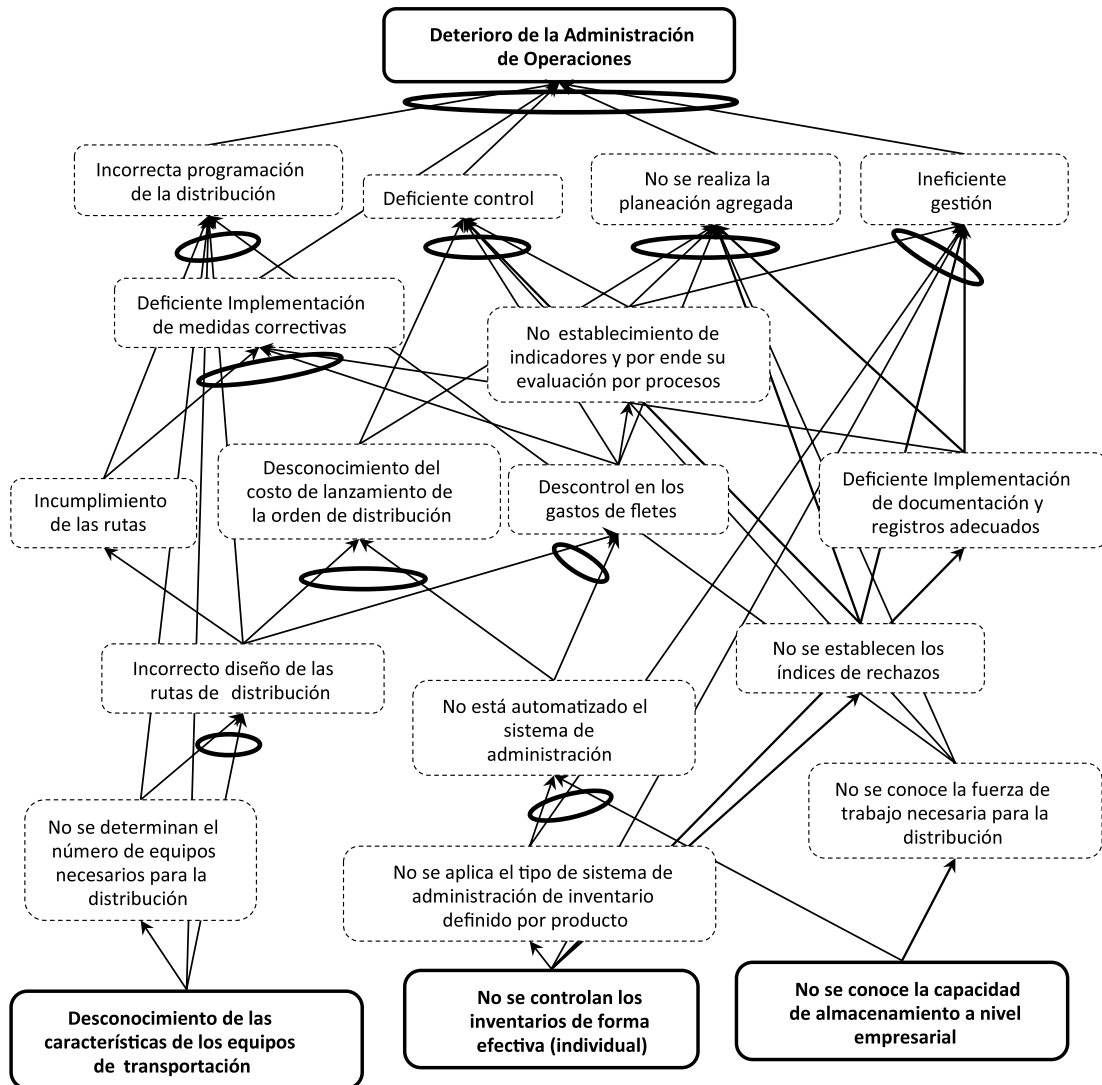 Deterioro de la Administración
de Operaciones
Incorrecta programación
de la distribución
Deficiente control
No se realiza la
planeación agregada
Ineficiente
gestión
Deficiente Implementación
de medidas correctivas
No establecimiento de
indicadores y por ende su
evaluación por procesos
Incumplimiento
de las rutas
Desconocimiento del
costo de lanzamiento de
la orden de distribución
Descontrol en los
gastos de fletes
Deficiente Implementación
de documentación y
registros adecuados
Incorrecto diseño de las
rutas de distribución
No está automatizado el
sistema de
administración
No se establecen los
índices de rechazos
No se determinan el
número de equipos
necesarios para la
distribución
No se aplica el tipo de sistema de
administración de inventario
definido por producto
No se conoce la fuerza de
trabajo necesaria para la
distribución
Desconocimiento de las
características de los equipos
de transportación
No se controlan los
inventarios de forma
efectiva (individual)
No se conoce la capacidad
de almacenamiento a nivel
empresarial